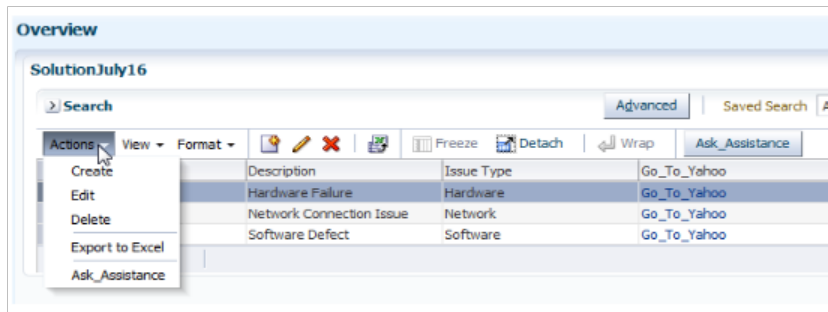 Overview
SolutionJuly16
Search Advanced Saved Search A
Actions View Format Freeze Detach Wrap Ask_Assistance
Create Description Issue Type Go_To_Yahoo
Edit Hardware Failure Hardware Go_To_Yahoo
Delete Network Connection Issue Network Go_To_Yahoo
Software Defect Software Go_To_Yahoo
Export to Excel
Ask_Assistance